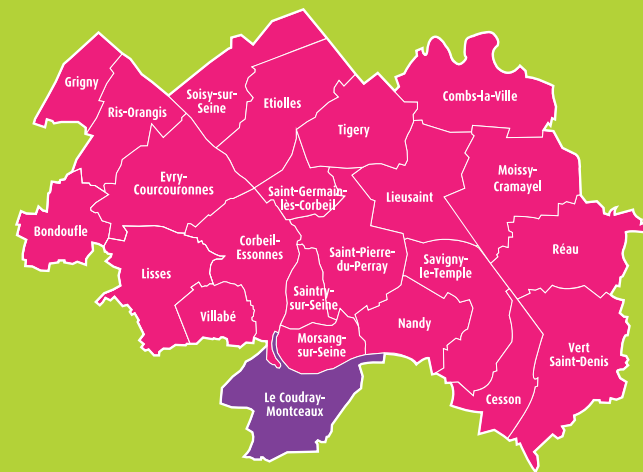 Grigny
Ris-Orangis
Soisy-sur-
Seine
Etiolles
Combs-la-Ville
Tigery
Evry-
Courcouronnes
Saint-Germain-
lès-Corbeil
Lieusaint
Moissy-
Cramayel
Bondoufle
Lisses
Corbeil-
Essonnes
Saint-Pierre-
du-Perray
Savigny-
le-Temple
Réau
Villabé
Saintry-
sur-Seine
Morsang-
sur-Seine
Nandy
Vert
Saint-Denis
Le Coudray-
Montceaux
Cesson